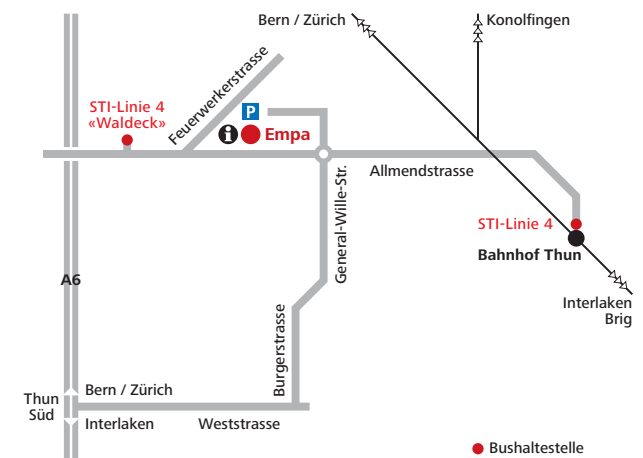 Bern / Zürich
Konolfingen
Feuerwerkerstrasse
STI-Linie 4
«Waldeck»
P
i Empa
Allmendstrasse
General-Wille-Str.
STI-Linie 4
Bahnhof Thun
A6
Interlaken
Brig
Burgerstrasse
Bern / Zürich
Thun
Süd
Interlaken
Weststrasse
Bushaltestelle